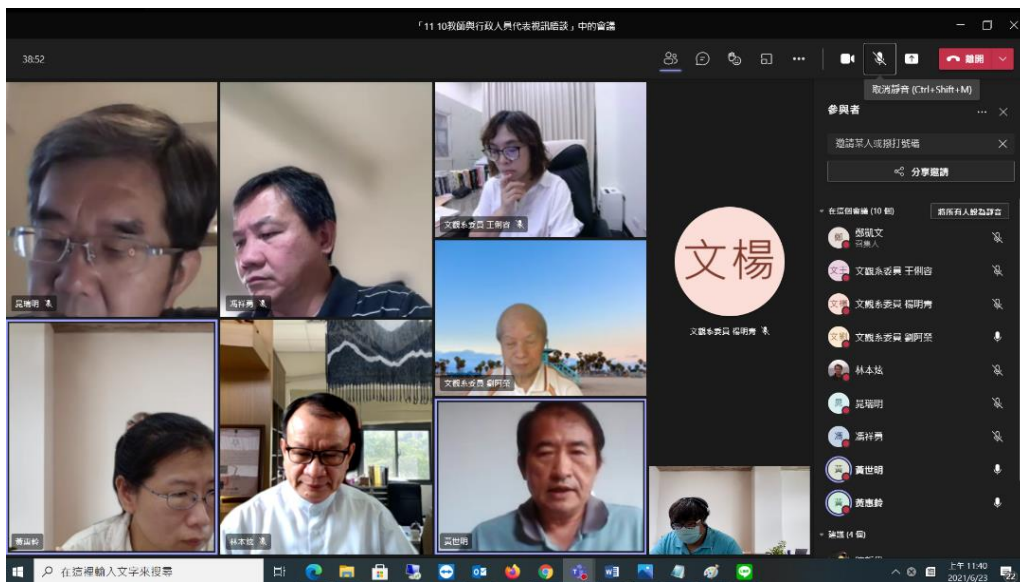 「11 10教師與行政人員代表視訊晤談」中的會議
38:52
離開
取消靜音 (Ctrl+Shift+M)
參與者
邀請某人或撥打號碼
分享邀請
在這個會議 (10 個)
將所有人設為靜音
鄭凱文
召集人
文觀系委員 王俐容
文觀系委員 楊明青
文觀系委員 劉阿榮
林本炫
晁瑞明
馮祥勇
黃世明
黃惠鈴
建議 (4 個)
晁瑞明
馮祥勇
文觀系委員 王俐容
文觀系委員 劉阿榮
文楊
文觀系委員 楊明青
黃惠鈴
林本炫
黃世明
在這裡輸入文字來搜尋
上午 11:40
2021/6/23